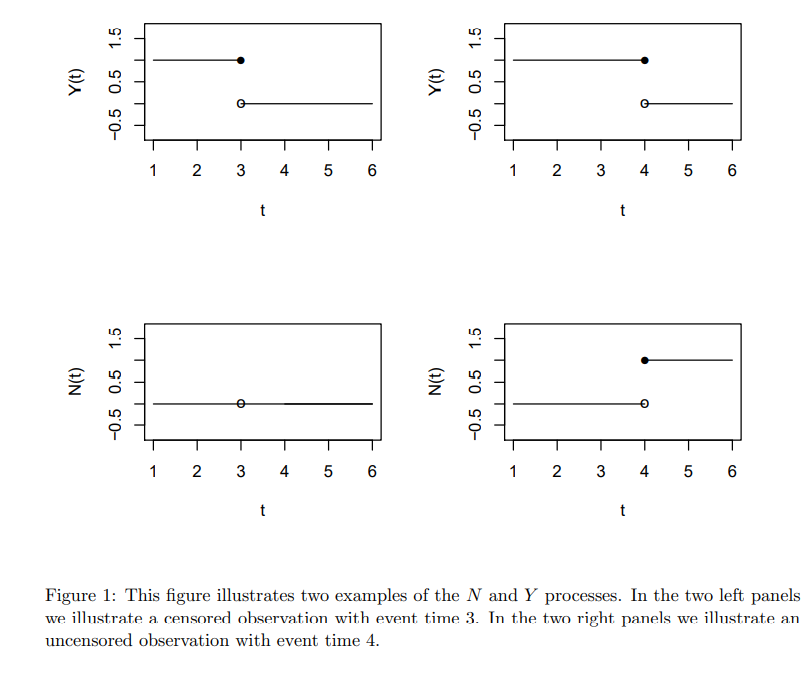 Y(t)
1.5
0.5
−0.5
1 2 3 4 5 6
t
Y(t)
1.5
0.5
−0.5
1 2 3 4 5 6
t
N(t)
1.5
0.5
−0.5
1 2 3 4 5 6
t
N(t)
1.5
0.5
−0.5
1 2 3 4 5 6
t
Figure 1: This figure illustrates two examples of the N and Y processes. In the two left panels
we illustrate a censored observation with event time 3. In the two right panels we illustrate an
uncensored observation with event time 4.